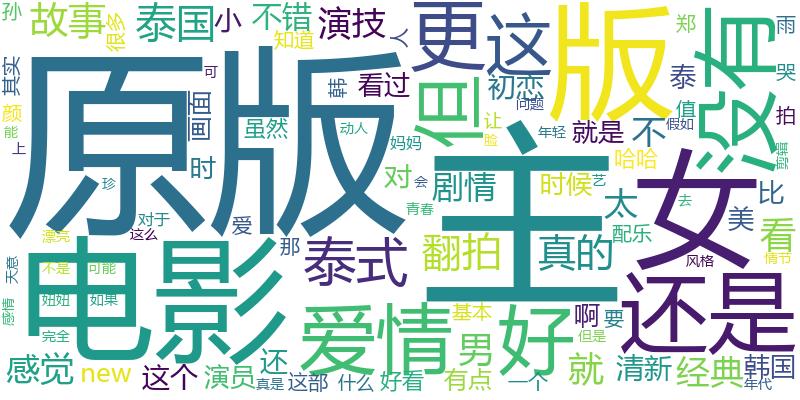 孙
故事
很多
泰国
小
不错
知道
演技
人
更
这
版
没有
郑
雨
哭
其实
颜
能
上
原版
可
画面
时
虽然
韩
动人
看过
妈妈
对
但
初恋
问题
让
脸
年轻
就是
不
泰
值
假如
拍
剪辑
哈哈
主
女
比
美
看
太
时候
艺
去
配乐
真的
风格
情节
还是
珍
对于
这么
爱
那
会
青春
剧情
翻拍
泰式
漂亮
天意
不是
可能
感情
妞妞
如果
完全
电影
爱情
基本
男
好
啊
要
但是
感觉
new
这个
演员
还
真是
这部
什么
好看
有点
一个
就
清新
经典
韩国
年代